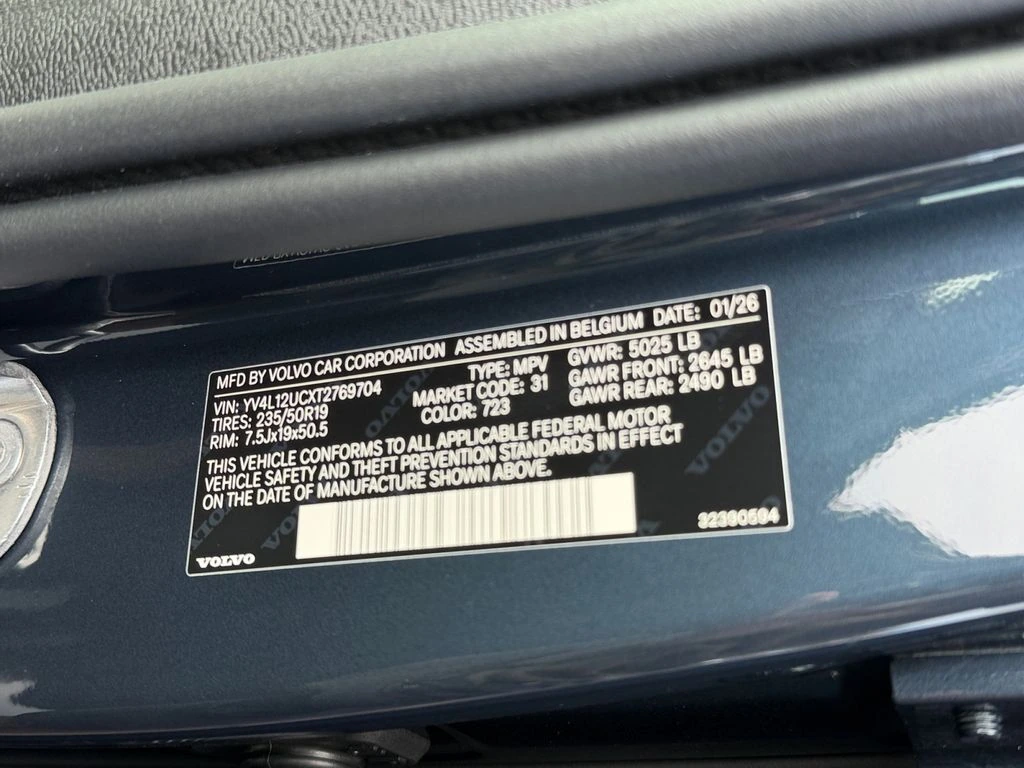 MFD BY VOLVO CAR CORPORATION ASSEMBLED IN BELGIUM DATE: 01/26
VIN: YV4L12UCXT2769704 TYPE: MPV GVWR: 5025 LB
TIRES: 235/50R19 MARKET CODE: 31 GAWR FRONT: 2645 LB
RIM: 7.5Jx19x50.5 COLOR: 723 GAWR REAR: 2490 LB
THIS VEHICLE CONFORMS TO ALL APPLICABLE FEDERAL MOTOR
VEHICLE SAFETY AND THEFT PREVENTION STANDARDS IN EFFECT
ON THE DATE OF MANUFACTURE SHOWN ABOVE.
VOLVO 32390594